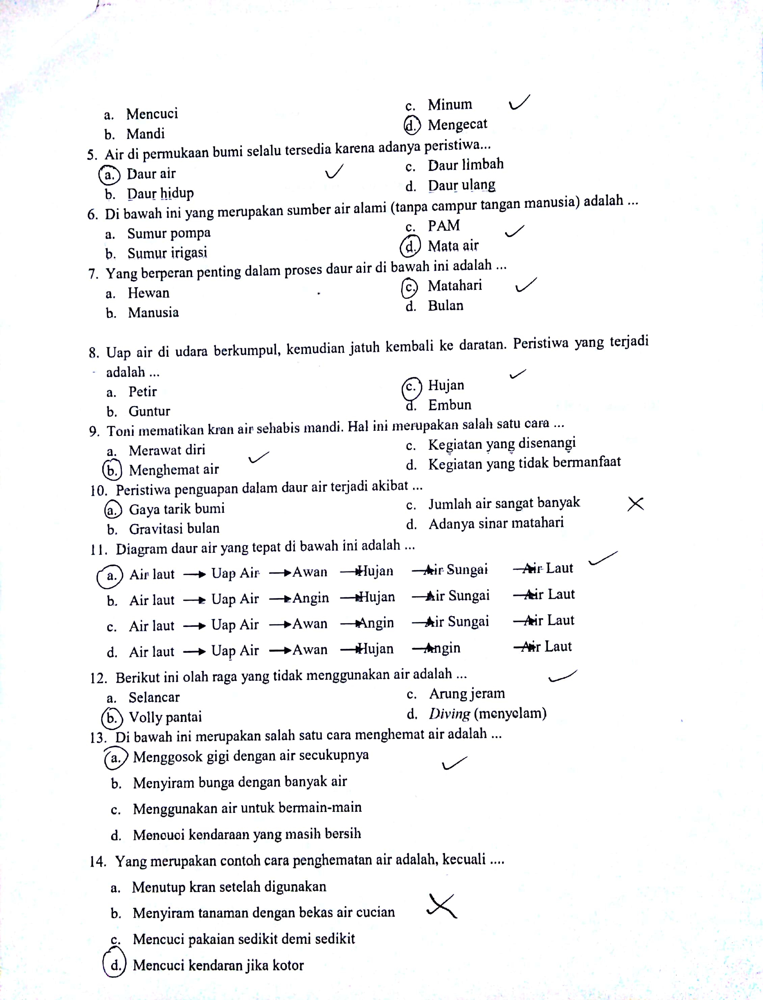 a. Mencuci
b. Mandi
c. Minum
d. Mengecat
5. Air di permukaan bumi selalu tersedia karena adanya peristiwa...
a. Daur air
b. Daur hidup
c. Daur limbah
d. Daur ulang
6. Di bawah ini yang merupakan sumber air alami (tanpa campur tangan manusia) adalah ...
a. Sumur pompa
b. Sumur irigasi
c. PAM
d. Mata air
7. Yang berperan penting dalam proses daur air di bawah ini adalah ...
a. Hewan
b. Manusia
c. Matahari
d. Bulan
8. Uap air di udara berkumpul, kemudian jatuh kembali ke daratan. Peristiwa yang terjadi
adalah ...
a. Petir
b. Guntur
c. Hujan
d. Embun
9. Toni mematikan kran air sehabis mandi. Hal ini merupakan salah satu cara ...
a. Merawat diri
b. Menghemat air
c. Kegiatan yang disenangi
d. Kegiatan yang tidak bermanfaat
10. Peristiwa penguapan dalam daur air terjadi akibat ...
a. Gaya tarik bumi
b. Gravitasi bulan
c. Jumlah air sangat banyak
d. Adanya sinar matahari
11. Diagram daur air yang tepat di bawah ini adalah ...
a. Air laut → Uap Air → Awan → Hujan → Air Sungai → Air Laut
b. Air laut → Uap Air → Angin → Hujan → Air Sungai → Air Laut
c. Air laut → Uap Air → Awan → Angin → Air Sungai → Air Laut
d. Air laut → Uap Air → Awan → Hujan → Angin → Air Laut
12. Berikut ini olah raga yang tidak menggunakan air adalah ...
a. Selancar
b. Volly pantai
c. Arung jeram
d. Diving (menyelam)
13. Di bawah ini merupakan salah satu cara menghemat air adalah ...
a. Menggosok gigi dengan air secukupnya
b. Menyiram bunga dengan banyak air
c. Menggunakan air untuk bermain-main
d. Mencuci kendaraan yang masih bersih
14. Yang merupakan contoh cara penghematan air adalah, kecuali ....
a. Menutup kran setelah digunakan
b. Menyiram tanaman dengan bekas air cucian
c. Mencuci pakaian sedikit demi sedikit
d. Mencuci kendaran jika kotor